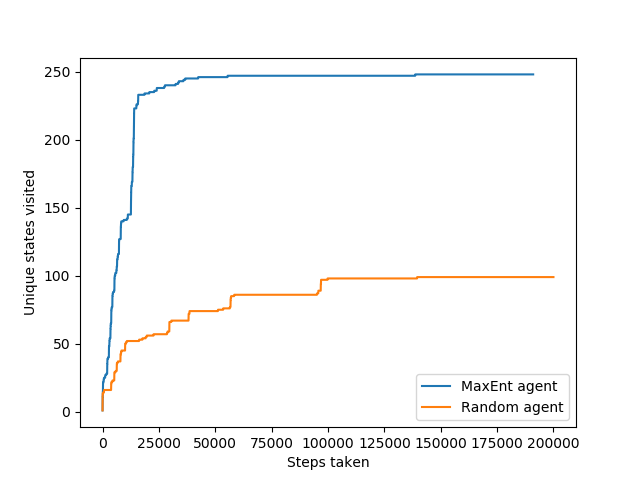 250
200
150
100
50
0
Unique states visited
MaxEnt agent
Random agent
0 25000 50000 75000 100000 125000 150000 175000 200000
Steps taken